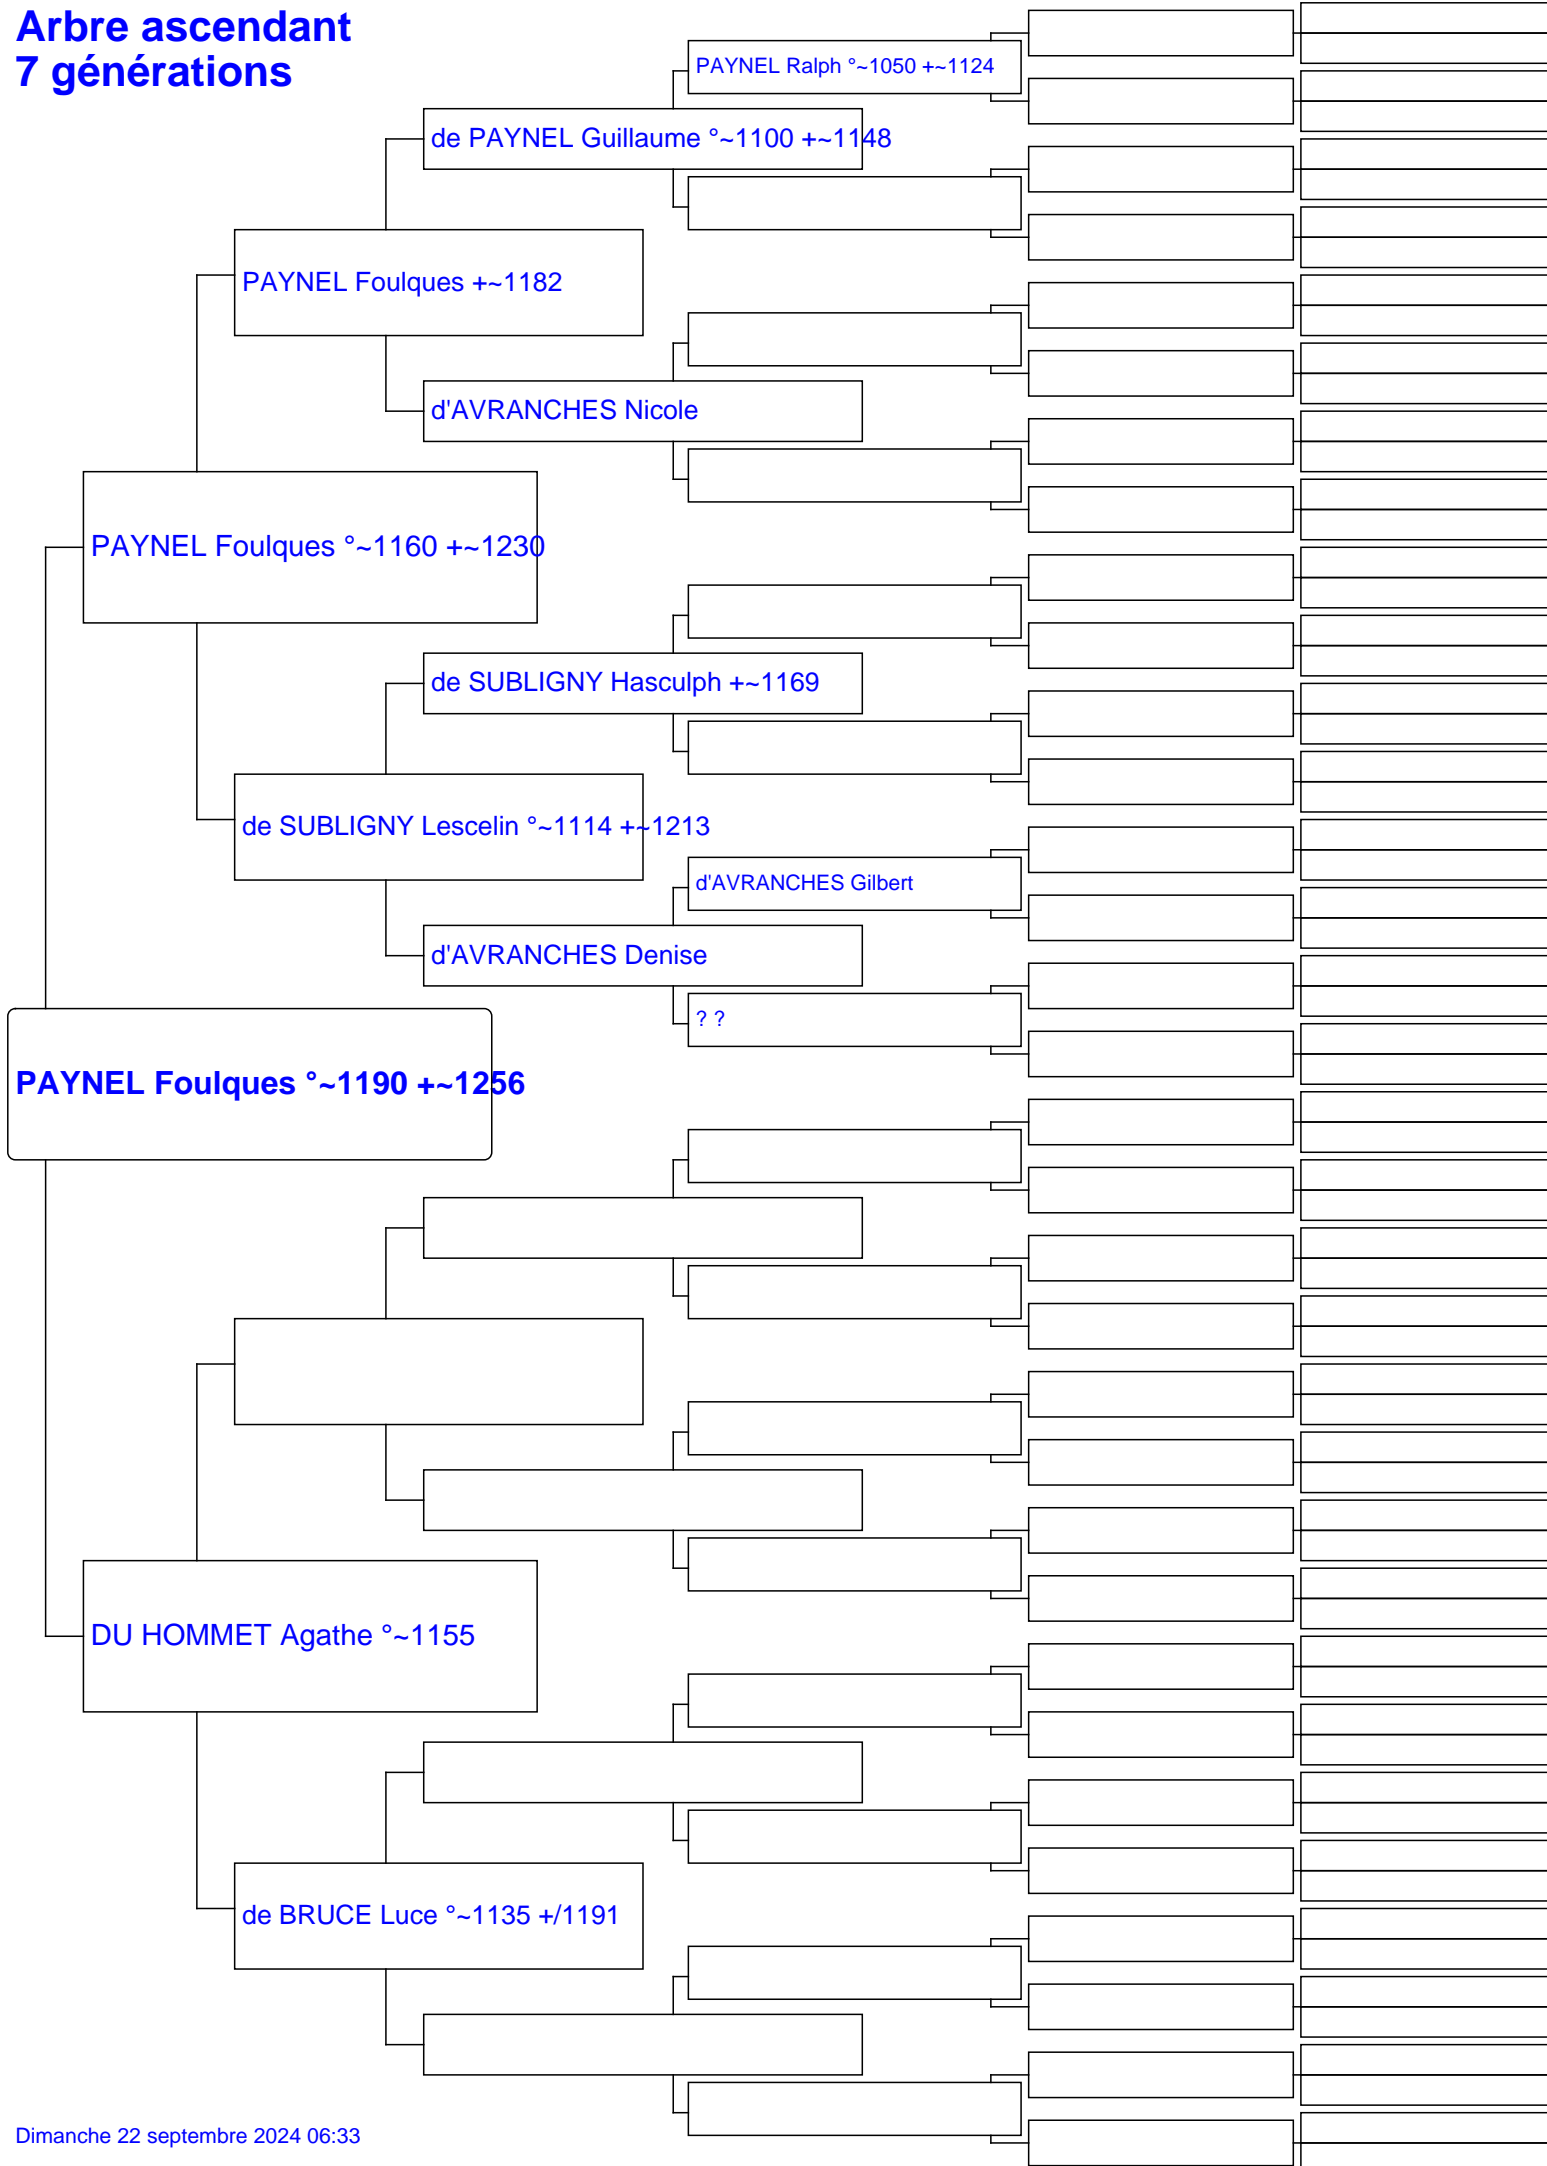 Arbre ascendant
7 générations
PAYNEL Ralph °~1050 +~1124
de PAYNEL Guillaume °~1100 +~1148
PAYNEL Foulques +~1182
d'AVRANCHES Nicole
PAYNEL Foulques °~1160 +~1230
de SUBLIGNY Hasculph +~1169
de SUBLIGNY Lescelin °~1114 +~1213
d'AVRANCHES Gilbert
d'AVRANCHES Denise
? ?
PAYNEL Foulques °~1190 +~1256
DU HOMMET Agathe °~1155
de BRUCE Luce °~1135 +/1191
Dimanche 22 septembre 2024 06:33